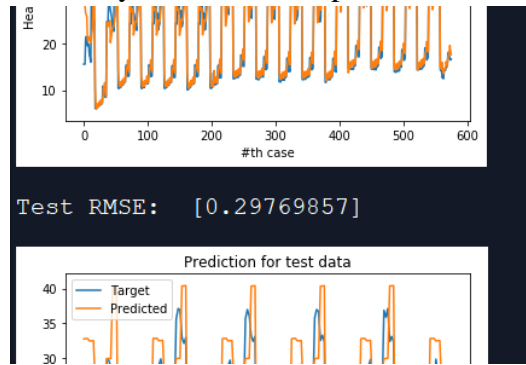 Hea
20
10
0 100 200 300 400 500 600
#th case
Test RMSE: [0.29769857]
Prediction for test data
40
Target
Predicted
35
30